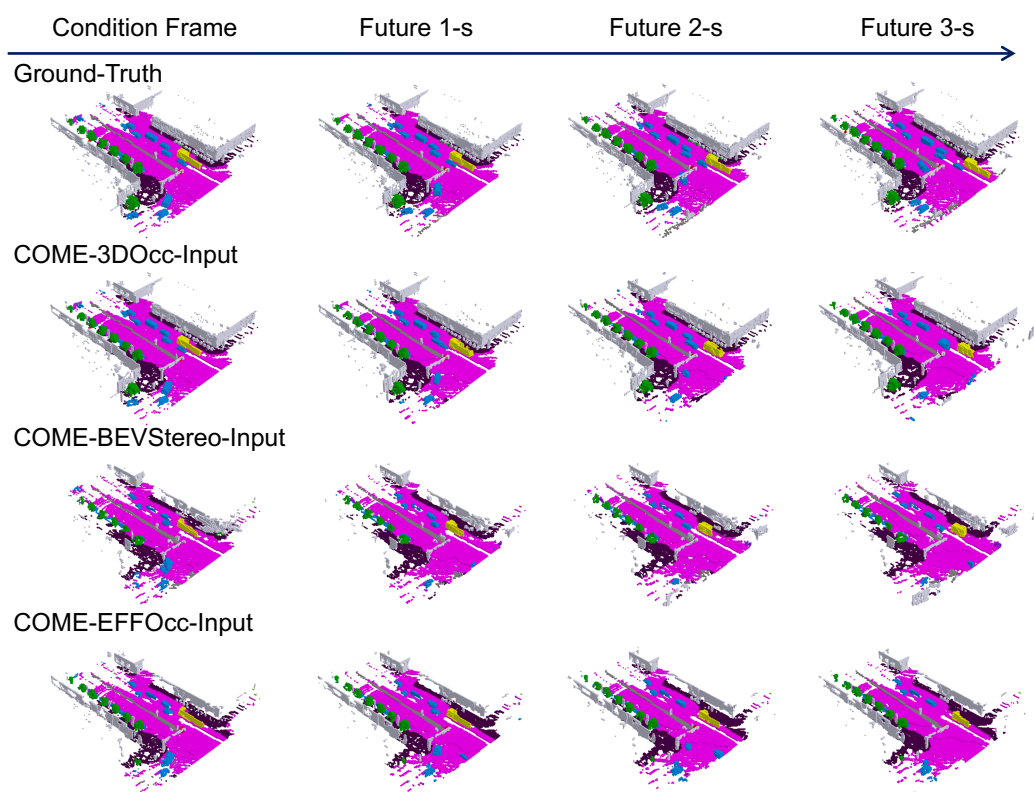 Condition Frame Future 1-s Future 2-s Future 3-s
Ground-Truth
COME-3DOcc-Input
COME-BEVStereo-Input
COME-EFFOcc-Input